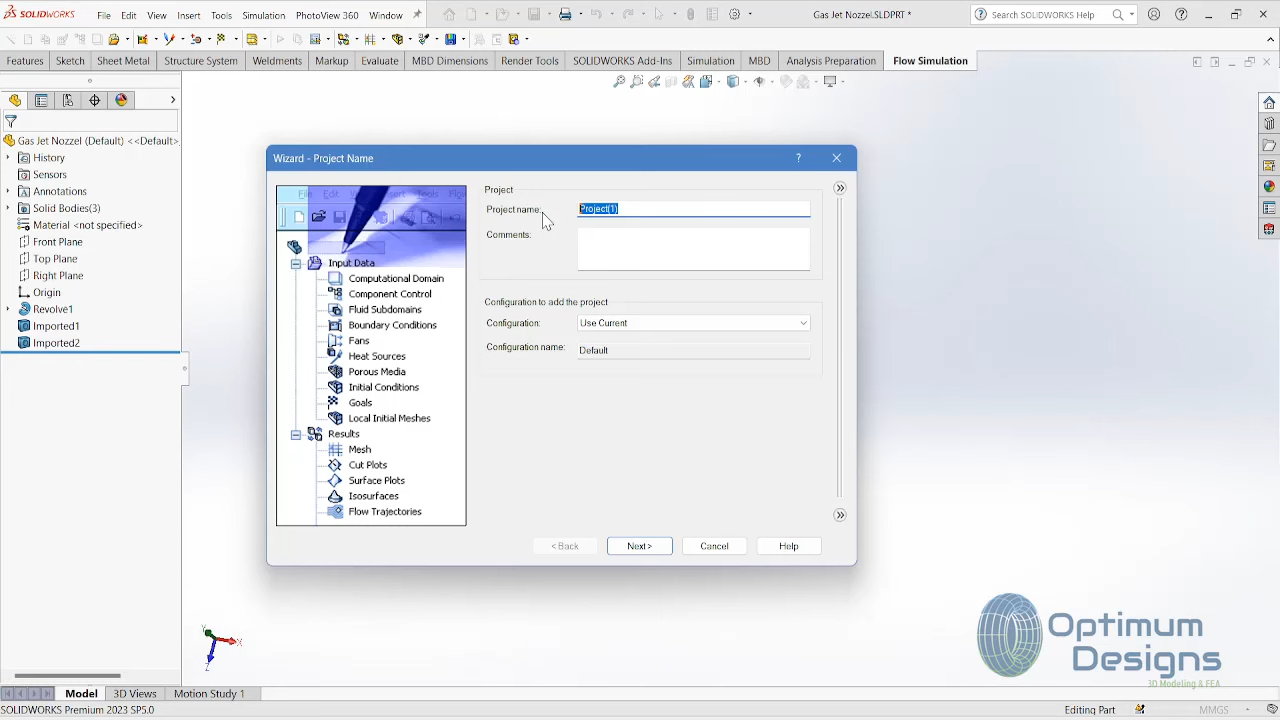 SOLIDWORKS File Edit View Insert Tools Simulation PhotoView 360 Window Gas Jet Nozzel.SLDPRT * Search SOLIDWORKS Help
Features Sketch Sheet Metal Structure System Weldments Markup Evaluate MBD Dimensions Render Tools SOLIDWORKS Add-Ins Simulation MBD Analysis Preparation Flow Simulation
Gas Jet Nozzel (Default) <<Default>
History
Sensors
Annotations
Solid Bodies(3)
Material <not specified>
Front Plane
Top Plane
Right Plane
Origin
Revolve1
Imported1
Imported2
Wizard - Project Name ?
Input Data
Computational Domain
Component Control
Fluid Subdomains
Boundary Conditions
Fans
Heat Sources
Porous Media
Initial Conditions
Goals
Local Initial Meshes
Results
Mesh
Cut Plots
Surface Plots
Isosurfaces
Flow Trajectories
Project
Project name: Project(1)
Comments:
Configuration to add the project
Configuration: Use Current
Configuration name: Default
< Back Next > Cancel Help
Y
X
Z
Optimum
Designs
3D Modeling & FEA
Model 3D Views Motion Study 1
SOLIDWORKS Premium 2023 SP5.0 Editing Part MMGS